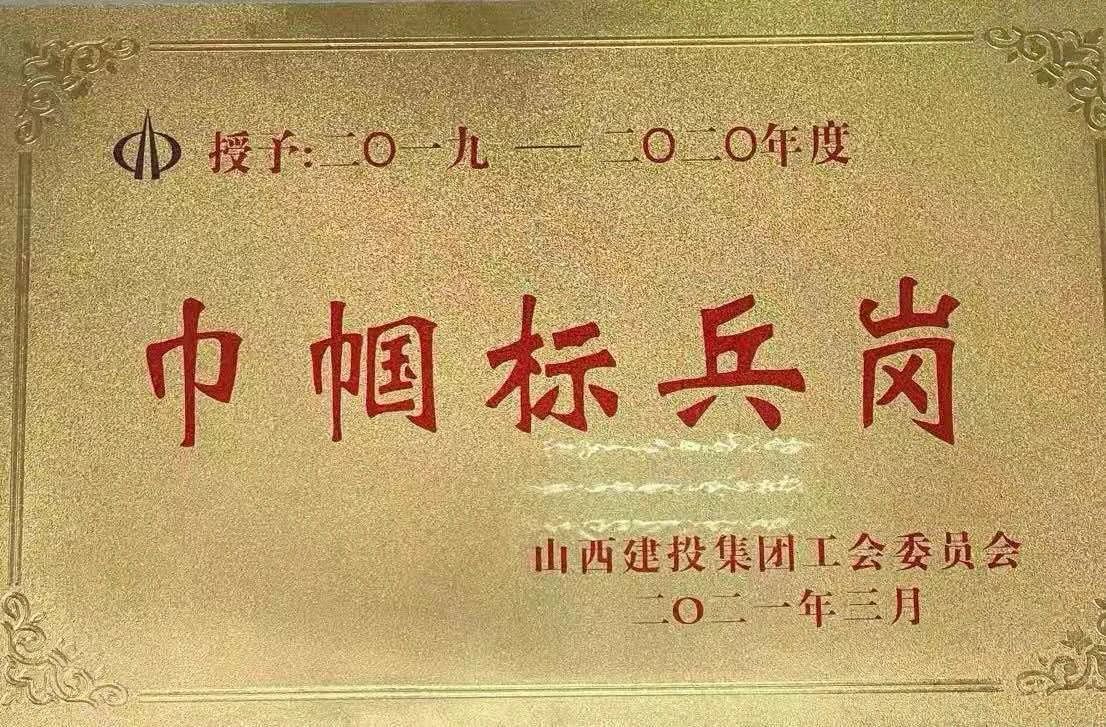 授予:二〇一九——二〇二〇年度
巾帼标兵岗
山西建投集团工会委员会
二〇二一年三月